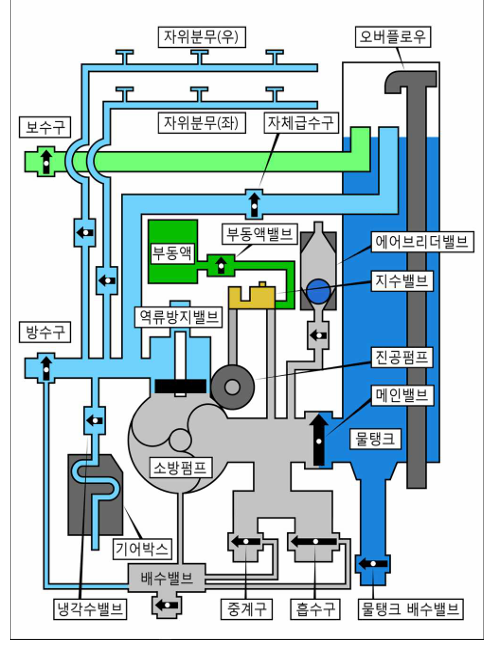 자위분무(우)
오버플로우
자위분무(좌)
자체급수구
보수구
부동액밸브
부동액
에어브리더밸브
지수밸브
역류방지밸브
방수구
진공펌프
메인밸브
물탱크
소방펌프
기어박스
배수밸브
냉각수밸브
중계구
흡수구
물탱크 배수밸브